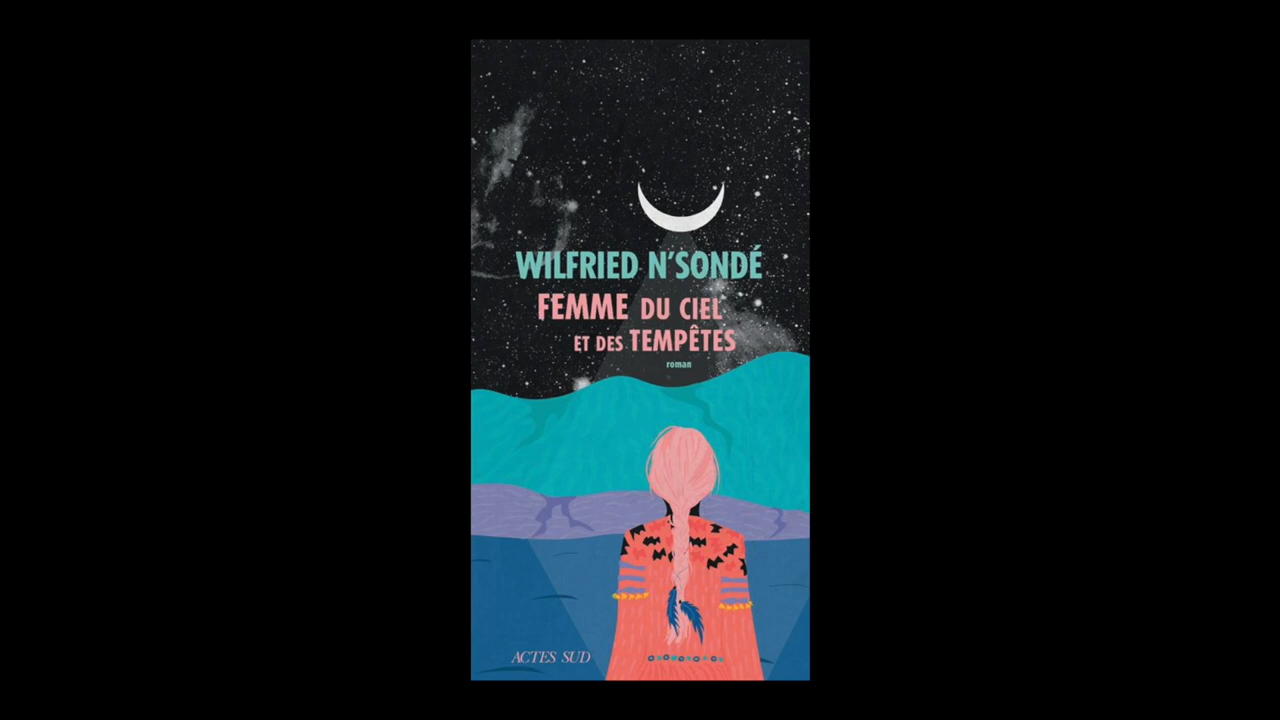 WILFRIED N'SONDÉ
FEMME DU CIEL
ET DES TEMPÊTES
roman
ACTES SUD